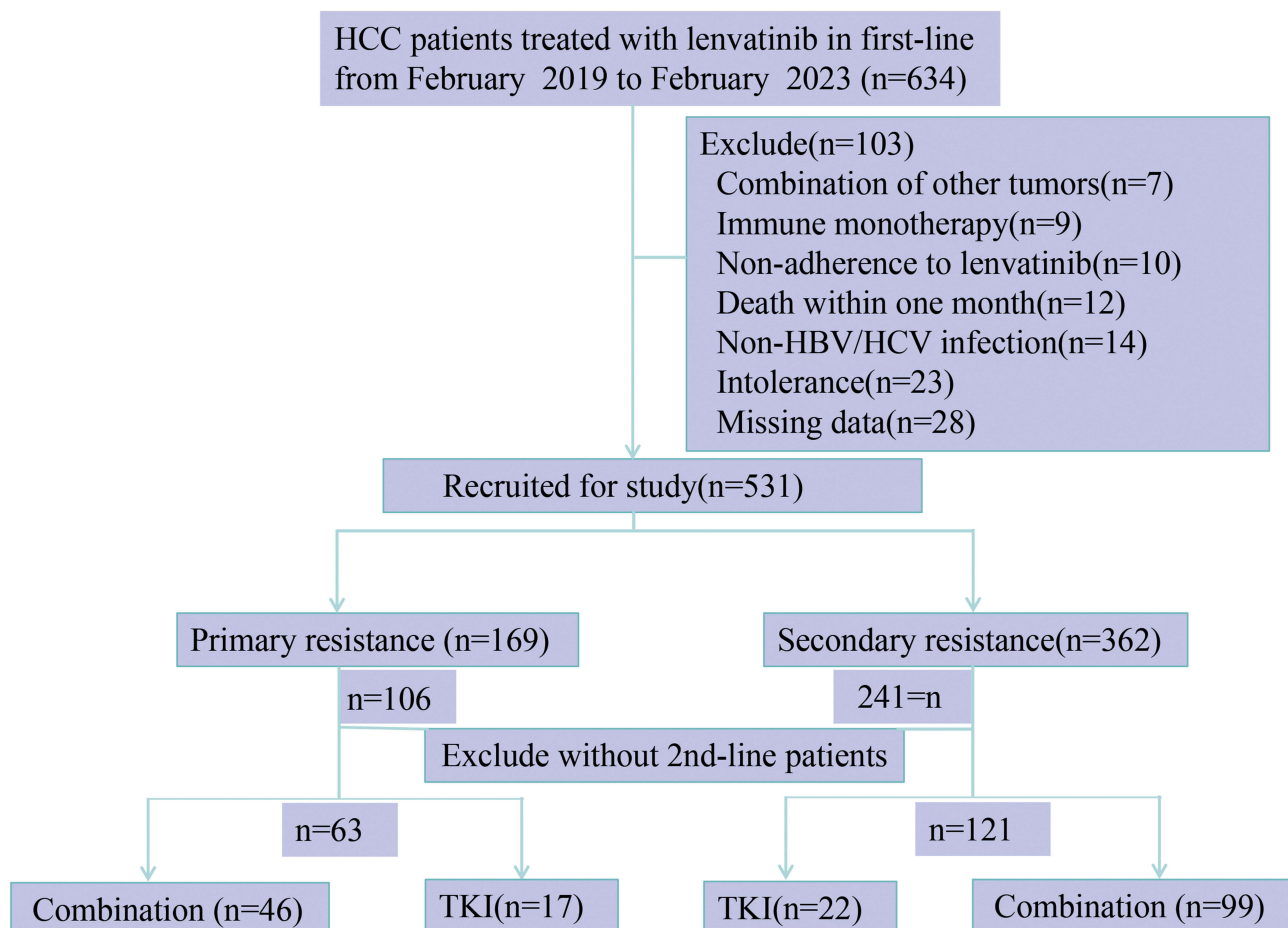 HCC patients treated with lenvatinib in first-line
from February 2019 to February 2023 (n=634)
Exclude(n=103)
Combination of other tumors(n=7)
Immune monotherapy(n=9)
Non-adherence to lenvatinib(n=10)
Death within one month(n=12)
Non-HBV/HCV infection(n=14)
Intolerance(n=23)
Missing data(n=28)
Recruited for study(n=531)
Primary resistance (n=169)
Secondary resistance(n=362)
n=106
241=n
Exclude without 2nd-line patients
n=63
n=121
Combination (n=46)
TKI(n=17)
TKI(n=22)
Combination (n=99)